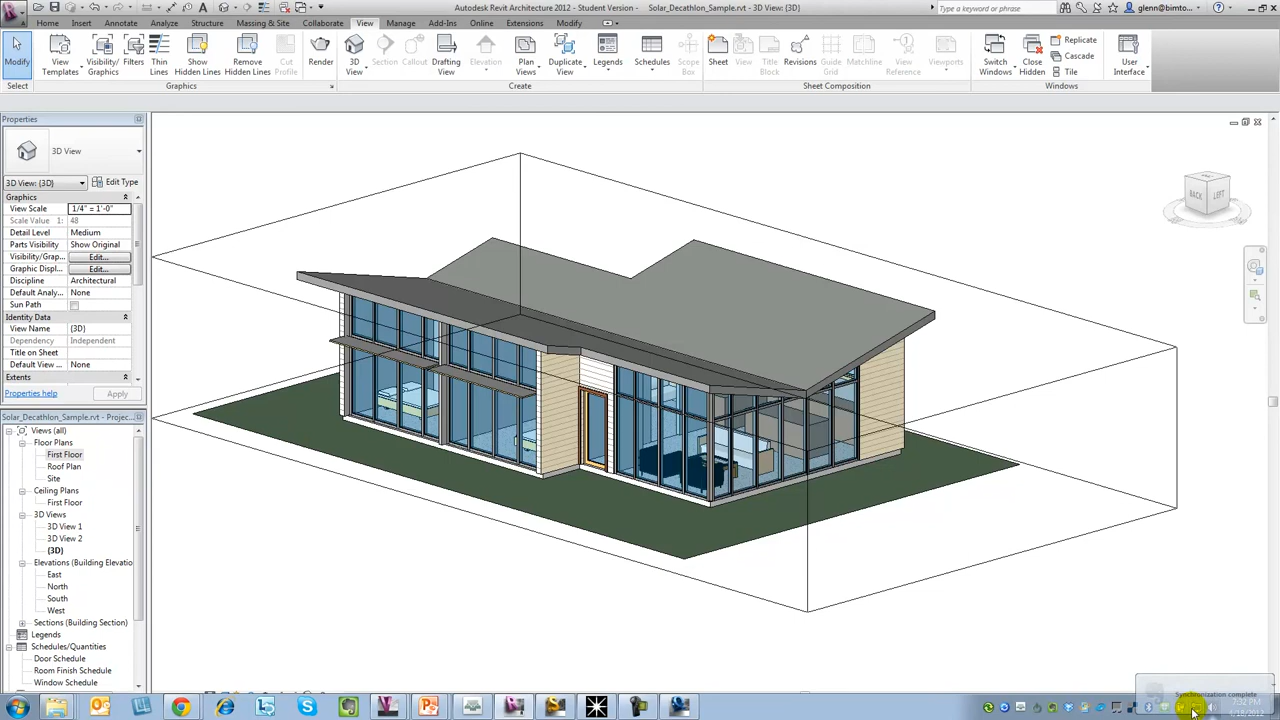 Autodesk Revit Architecture 2012 - Student Version - Solar_Decathlon_Sample.rvt - 3D View: {3D}
Type a keyword or phrase
glenn@bimto...
Home Insert Annotate Analyze Structure Massing & Site Collaborate View Manage Add-Ins Online Extensions Modify
Modify
View Templates
Visibility/ Graphics
Filters
Thin Lines
Show Hidden Lines
Remove Hidden Lines
Cut Profile
Render
3D View
Section
Callout
Drafting View
Elevation
Plan Views
Duplicate View
Legends
Schedules
Scope Box
Sheet
View
Title Block
Revisions
Guide Grid
Matchline
View Reference
Viewports
Switch Windows
Close Hidden
Replicate
Cascade
Tile
User Interface
Select Graphics Create Sheet Composition Windows
Properties
3D View
3D View: {3D} Edit Type
Graphics
View Scale 1/4" = 1'-0"
Scale Value 1: 48
Detail Level Medium
Parts Visibility Show Original
Visibility/Grap... Edit...
Graphic Displ... Edit...
Discipline Architectural
Default Analy... None
Sun Path
Identity Data
View Name {3D}
Dependency Independent
Title on Sheet
Default View ... None
Extents
Properties help Apply
Solar_Decathlon_Sample.rvt - Projec...
Views (all)
Floor Plans
First Floor
Roof Plan
Site
Ceiling Plans
First Floor
3D Views
3D View 1
3D View 2
{3D}
Elevations (Building Elevatio
East
North
South
West
Sections (Building Section)
Legends
Schedules/Quantities
Door Schedule
Room Finish Schedule
Window Schedule
BACK LEFT
Synchronization complete
7:32 PM